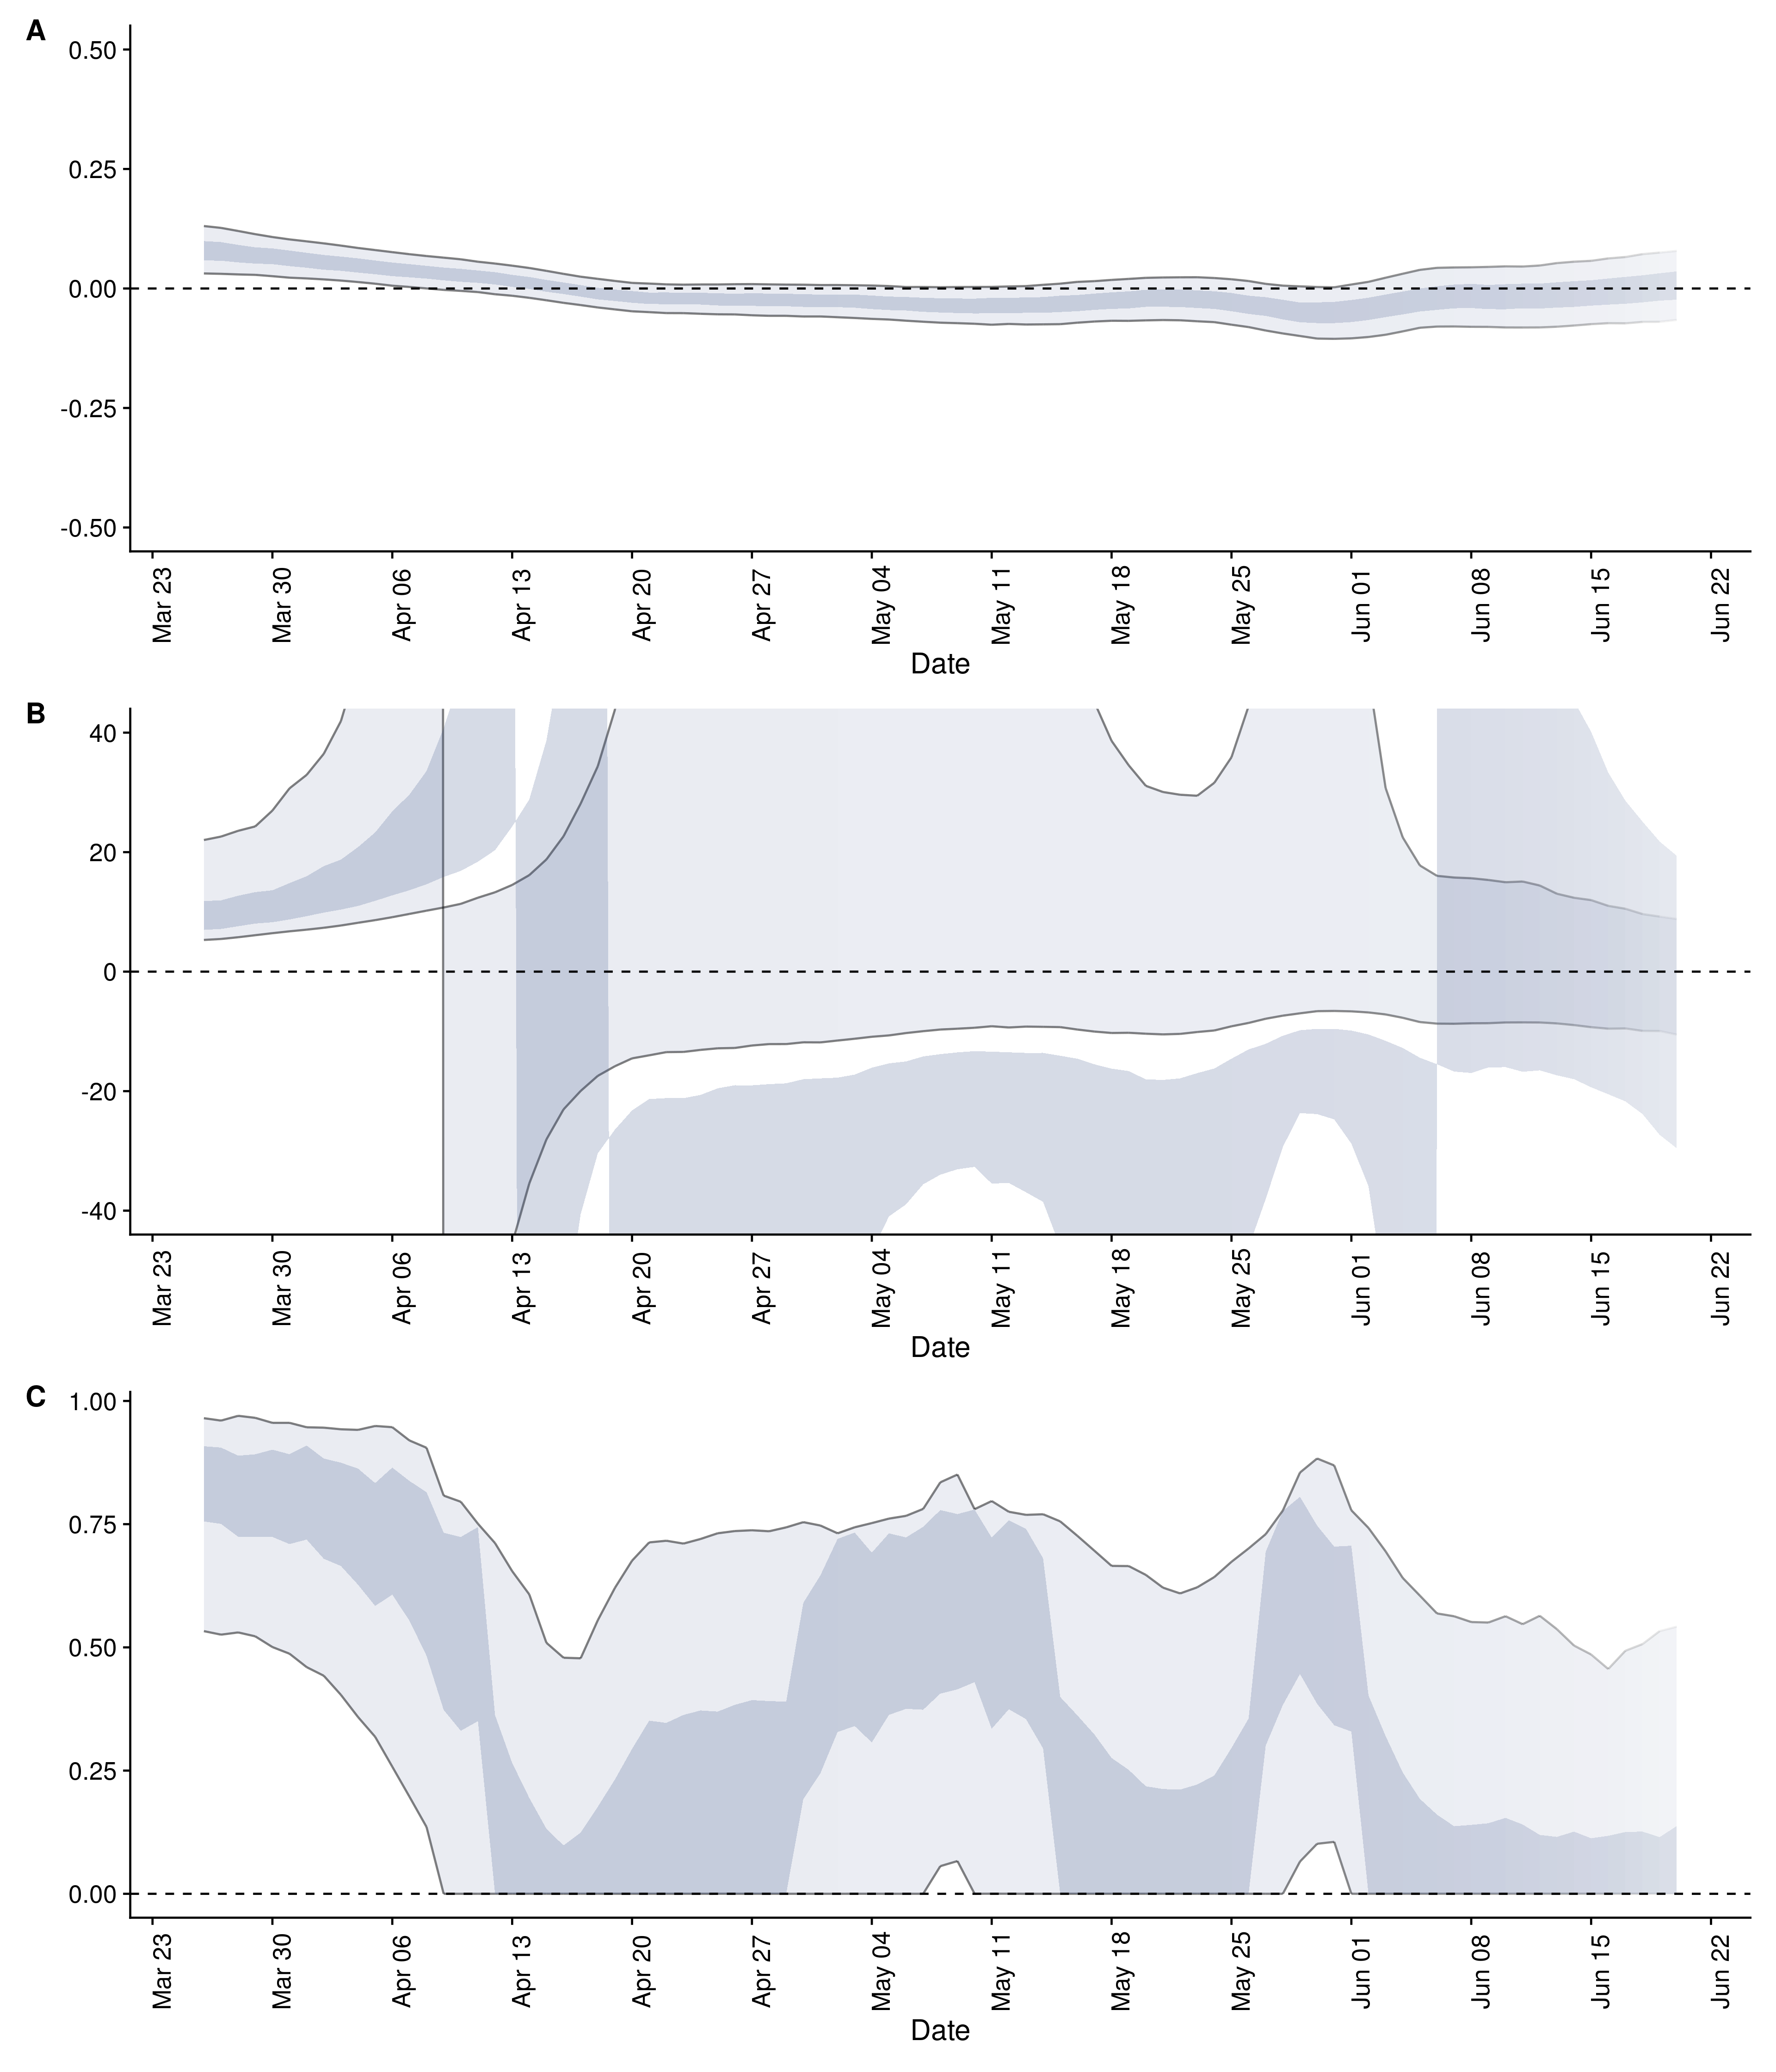 A
0.50
0.25
0.00
-0.25
-0.50
Mar 23
Mar 30
Apr 06
Apr 13
Apr 20
Apr 27
May 04
May 11
May 18
May 25
Jun 01
Jun 08
Jun 15
Jun 22
Date
B
40
20
0
-20
-40
Mar 23
Mar 30
Apr 06
Apr 13
Apr 20
Apr 27
May 04
May 11
May 18
May 25
Jun 01
Jun 08
Jun 15
Jun 22
Date
C
1.00
0.75
0.50
0.25
0.00
Mar 23
Mar 30
Apr 06
Apr 13
Apr 20
Apr 27
May 04
May 11
May 18
May 25
Jun 01
Jun 08
Jun 15
Jun 22
Date